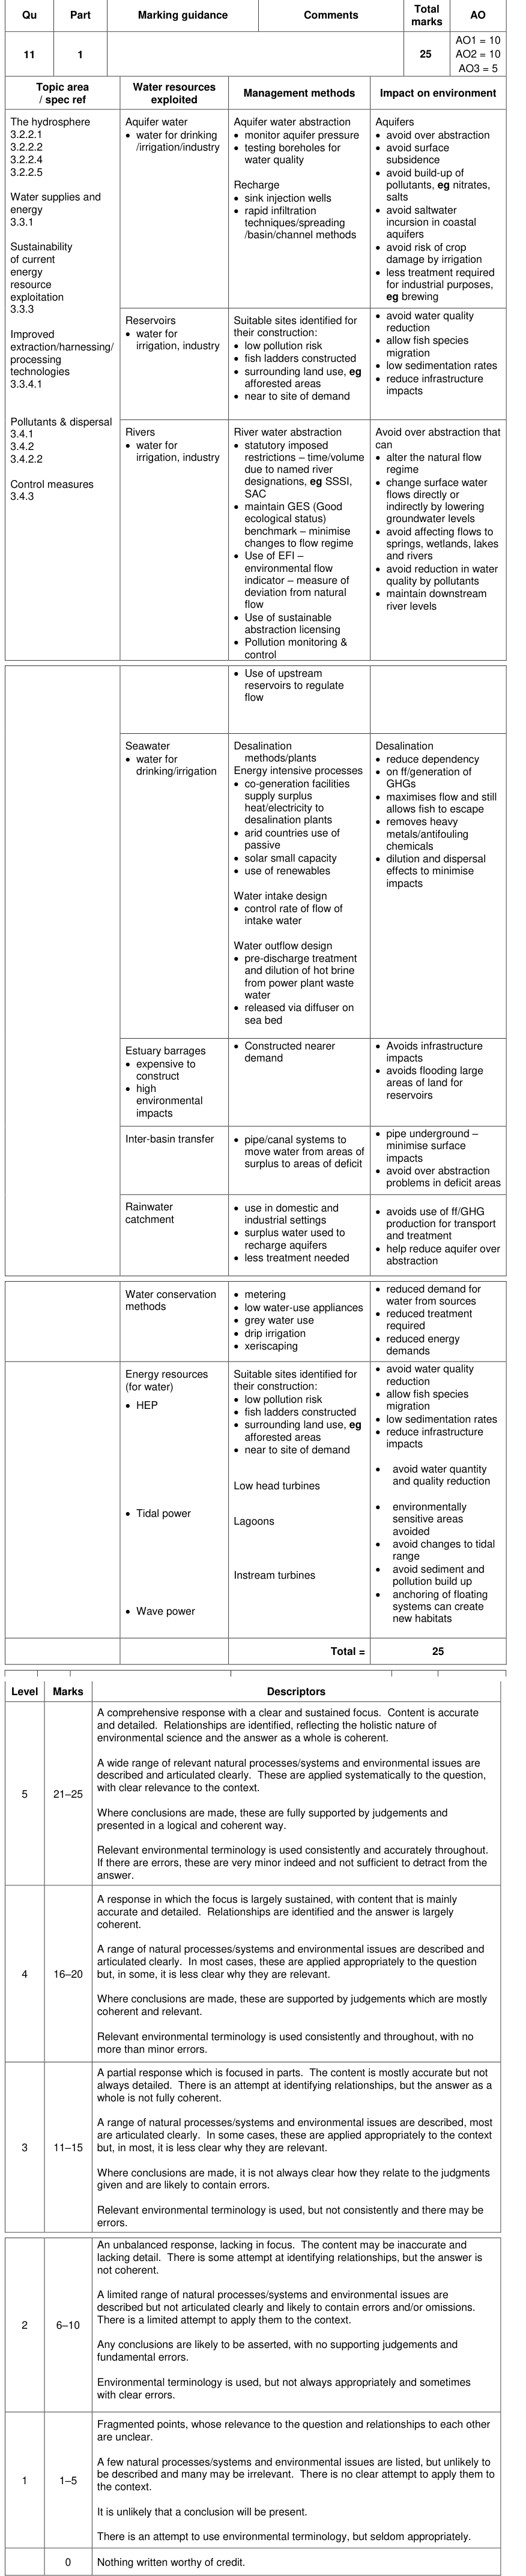 Qu Part Marking guidance Comments Total marks AO
11 1 25 AO1 = 10
AO2 = 10
AO3 = 5
Topic area / spec ref
Water resources exploited
Management methods
Impact on environment
The hydrosphere
3.2.2.1
3.2.2.2
3.2.2.4
3.2.2.5
Water supplies and
energy
3.3.1
Sustainability
of current
energy
resource
exploitation
3.3.3
Improved
extraction/harnessing/
processing
technologies
3.3.4.1
Pollutants & dispersal
3.4.1
3.4.2
3.4.2.2
Control measures
3.4.3
Aquifer water
• water for drinking
/irrigation/industry
Aquifer water abstraction
• monitor aquifer pressure
• testing boreholes for
water quality
Recharge
• sink injection wells
• rapid infiltration
techniques/spreading
/basin/channel methods
Aquifers
• avoid over abstraction
• avoid surface
subsidence
• avoid build-up of
pollutants, eg nitrates,
salts
• avoid saltwater
incursion in coastal
aquifers
• avoid risk of crop
damage by irrigation
• less treatment required
for industrial purposes,
eg brewing
Reservoirs
• water for
irrigation, industry
Suitable sites identified for
their construction:
• low pollution risk
• fish ladders constructed
• surrounding land use, eg
afforested areas
• near to site of demand
• avoid water quality
reduction
• allow fish species
migration
• low sedimentation rates
• reduce infrastructure
impacts
Rivers
• water for
irrigation, industry
River water abstraction
• statutory imposed
restrictions – time/volume
due to named river
designations, eg SSSI,
SAC
• maintain GES (Good
ecological status)
benchmark – minimise
changes to flow regime
• Use of EFI –
environmental flow
indicator – measure of
deviation from natural
flow
• Use of sustainable
abstraction licensing
• Pollution monitoring &
control
Avoid over abstraction that
can
• alter the natural flow
regime
• change surface water
flows directly or
indirectly by lowering
groundwater levels
• avoid affecting flows to
springs, wetlands, lakes
and rivers
• avoid reduction in water
quality by pollutants
• maintain downstream
river levels
• Use of upstream
reservoirs to regulate
flow
Seawater
• water for
drinking/irrigation
Desalination
methods/plants
Energy intensive processes
• co-generation facilities
supply surplus
heat/electricity to
desalination plants
• arid countries use of
passive
• solar small capacity
• use of renewables
Water intake design
• control rate of flow of
intake water
Water outflow design
• pre-discharge treatment
and dilution of hot brine
from power plant waste
water
• released via diffuser on
sea bed
Desalination
• reduce dependency
• on ff/generation of
GHGs
• maximises flow and still
allows fish to escape
• removes heavy
metals/antifouling
chemicals
• dilution and dispersal
effects to minimise
impacts
Estuary barrages
• expensive to
construct
• high
environmental
impacts
• Constructed nearer
demand
• Avoids infrastructure
impacts
• avoids flooding large
areas of land for
reservoirs
Inter-basin transfer
• pipe/canal systems to
move water from areas of
surplus to areas of deficit
• pipe underground –
minimise surface
impacts
• avoid over abstraction
problems in deficit areas
Rainwater
catchment
• use in domestic and
industrial settings
• surplus water used to
recharge aquifers
• less treatment needed
• avoids use of ff/GHG
production for transport
and treatment
• help reduce aquifer over
abstraction
Water conservation
methods
• metering
• low water-use appliances
• grey water use
• drip irrigation
• xeriscaping
• reduced demand for
water from sources
• reduced treatment
required
• reduced energy
demands
Energy resources
(for water)
• HEP
• Tidal power
• Wave power
Suitable sites identified for
their construction:
• low pollution risk
• fish ladders constructed
• surrounding land use, eg
afforested areas
• near to site of demand
Low head turbines
Lagoons
Instream turbines
• avoid water quality
reduction
• allow fish species
migration
• low sedimentation rates
• reduce infrastructure
impacts
• avoid water quantity
and quality reduction
• environmentally
sensitive areas
avoided
• avoid changes to tidal
range
• avoid sediment and
pollution build up
• anchoring of floating
systems can create
new habitats
Total = 25
Level Marks Descriptors
5 21–25
A comprehensive response with a clear and sustained focus. Content is accurate
and detailed. Relationships are identified, reflecting the holistic nature of
environmental science and the answer as a whole is coherent.
A wide range of relevant natural processes/systems and environmental issues are
described and articulated clearly. These are applied systematically to the question,
with clear relevance to the context.
Where conclusions are made, these are fully supported by judgements and
presented in a logical and coherent way.
Relevant environmental terminology is used consistently and accurately throughout.
If there are errors, these are very minor indeed and not sufficient to detract from the
answer.
4 16–20
A response in which the focus is largely sustained, with content that is mainly
accurate and detailed. Relationships are identified and the answer is largely
coherent.
A range of natural processes/systems and environmental issues are described and
articulated clearly. In most cases, these are applied appropriately to the question
but, in some, it is less clear why they are relevant.
Where conclusions are made, these are supported by judgements which are mostly
coherent and relevant.
Relevant environmental terminology is used consistently and throughout, with no
more than minor errors.
3 11–15
A partial response which is focused in parts. The content is mostly accurate but not
always detailed. There is an attempt at identifying relationships, but the answer as a
whole is not fully coherent.
A range of natural processes/systems and environmental issues are described, most
are articulated clearly. In some cases, these are applied appropriately to the context
but, in most, it is less clear why they are relevant.
Where conclusions are made, it is not always clear how they relate to the judgments
given and are likely to contain errors.
Relevant environmental terminology is used, but not consistently and there may be
errors.
2 6–10
An unbalanced response, lacking in focus. The content may be inaccurate and
lacking detail. There is some attempt at identifying relationships, but the answer is
not coherent.
A limited range of natural processes/systems and environmental issues are
described but not articulated clearly and likely to contain errors and/or omissions.
There is a limited attempt to apply them to the context.
Any conclusions are likely to be asserted, with no supporting judgements and
fundamental errors.
Environmental terminology is used, but not always appropriately and sometimes
with clear errors.
1 1–5
Fragmented points, whose relevance to the question and relationships to each other
are unclear.
A few natural processes/systems and environmental issues are listed, but unlikely to
be described and many may be irrelevant. There is no clear attempt to apply them to
the context.
It is unlikely that a conclusion will be present.
There is an attempt to use environmental terminology, but seldom appropriately.
0 Nothing written worthy of credit.